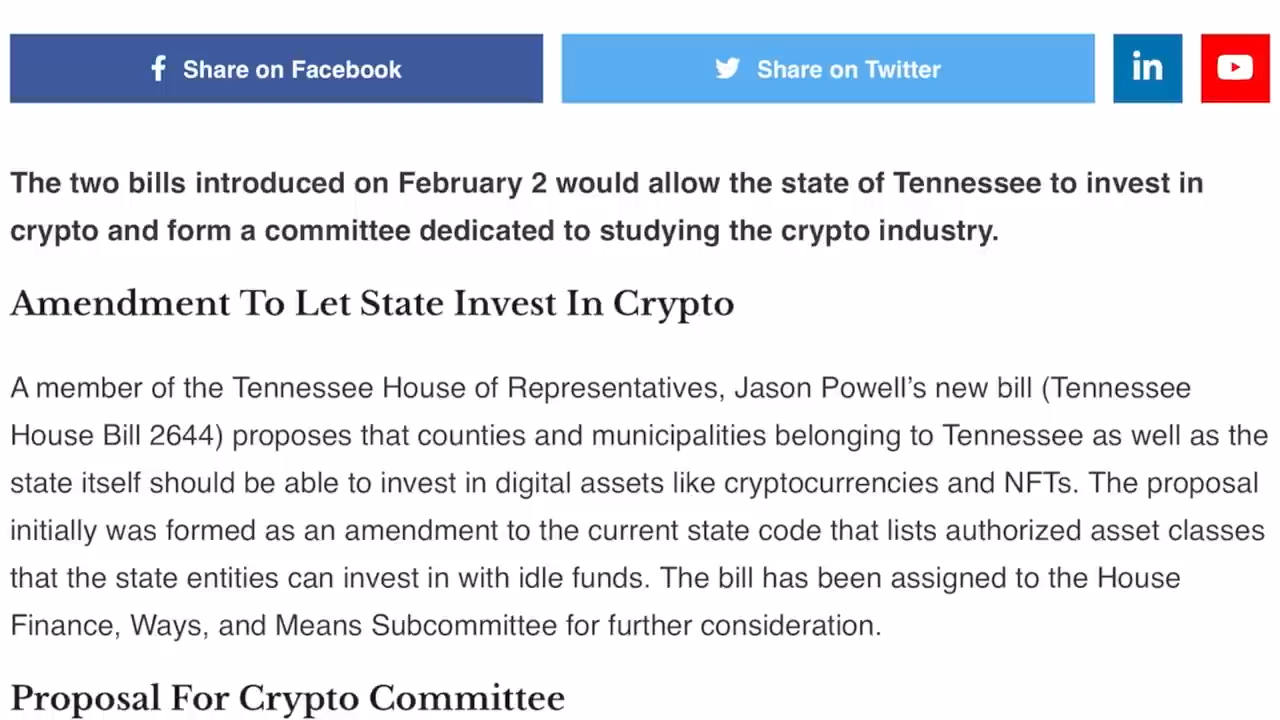 Share on Facebook
Share on Twitter
in
The two bills introduced on February 2 would allow the state of Tennessee to invest in
crypto and form a committee dedicated to studying the crypto industry.
Amendment To Let State Invest In Crypto
A member of the Tennessee House of Representatives, Jason Powell’s new bill (Tennessee
House Bill 2644) proposes that counties and municipalities belonging to Tennessee as well as the
state itself should be able to invest in digital assets like cryptocurrencies and NFTs. The proposal
initially was formed as an amendment to the current state code that lists authorized asset classes
that the state entities can invest in with idle funds. The bill has been assigned to the House
Finance, Ways, and Means Subcommittee for further consideration.
Proposal For Crypto Committee